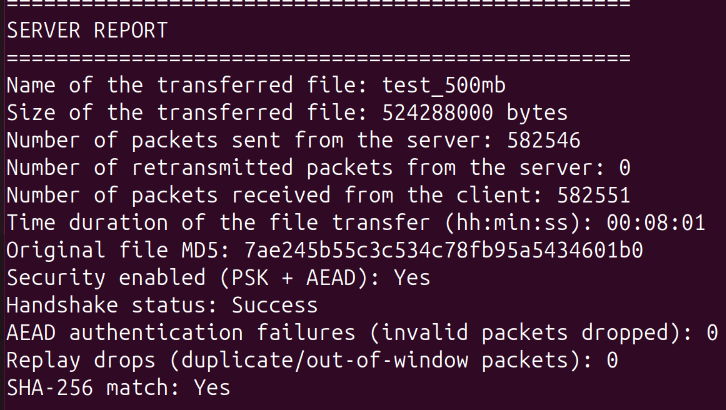 ==================================================
SERVER REPORT
==================================================
Name of the transferred file: test_500mb
Size of the transferred file: 524288000 bytes
Number of packets sent from the server: 582546
Number of retransmitted packets from the server: 0
Number of packets received from the client: 582551
Time duration of the file transfer (hh:min:ss): 00:08:01
Original file MD5: 7ae245b55c3c534c78fb95a5434601b0
Security enabled (PSK + AEAD): Yes
Handshake status: Success
AEAD authentication failures (invalid packets dropped): 0
Replay drops (duplicate/out-of-window packets): 0
SHA-256 match: Yes